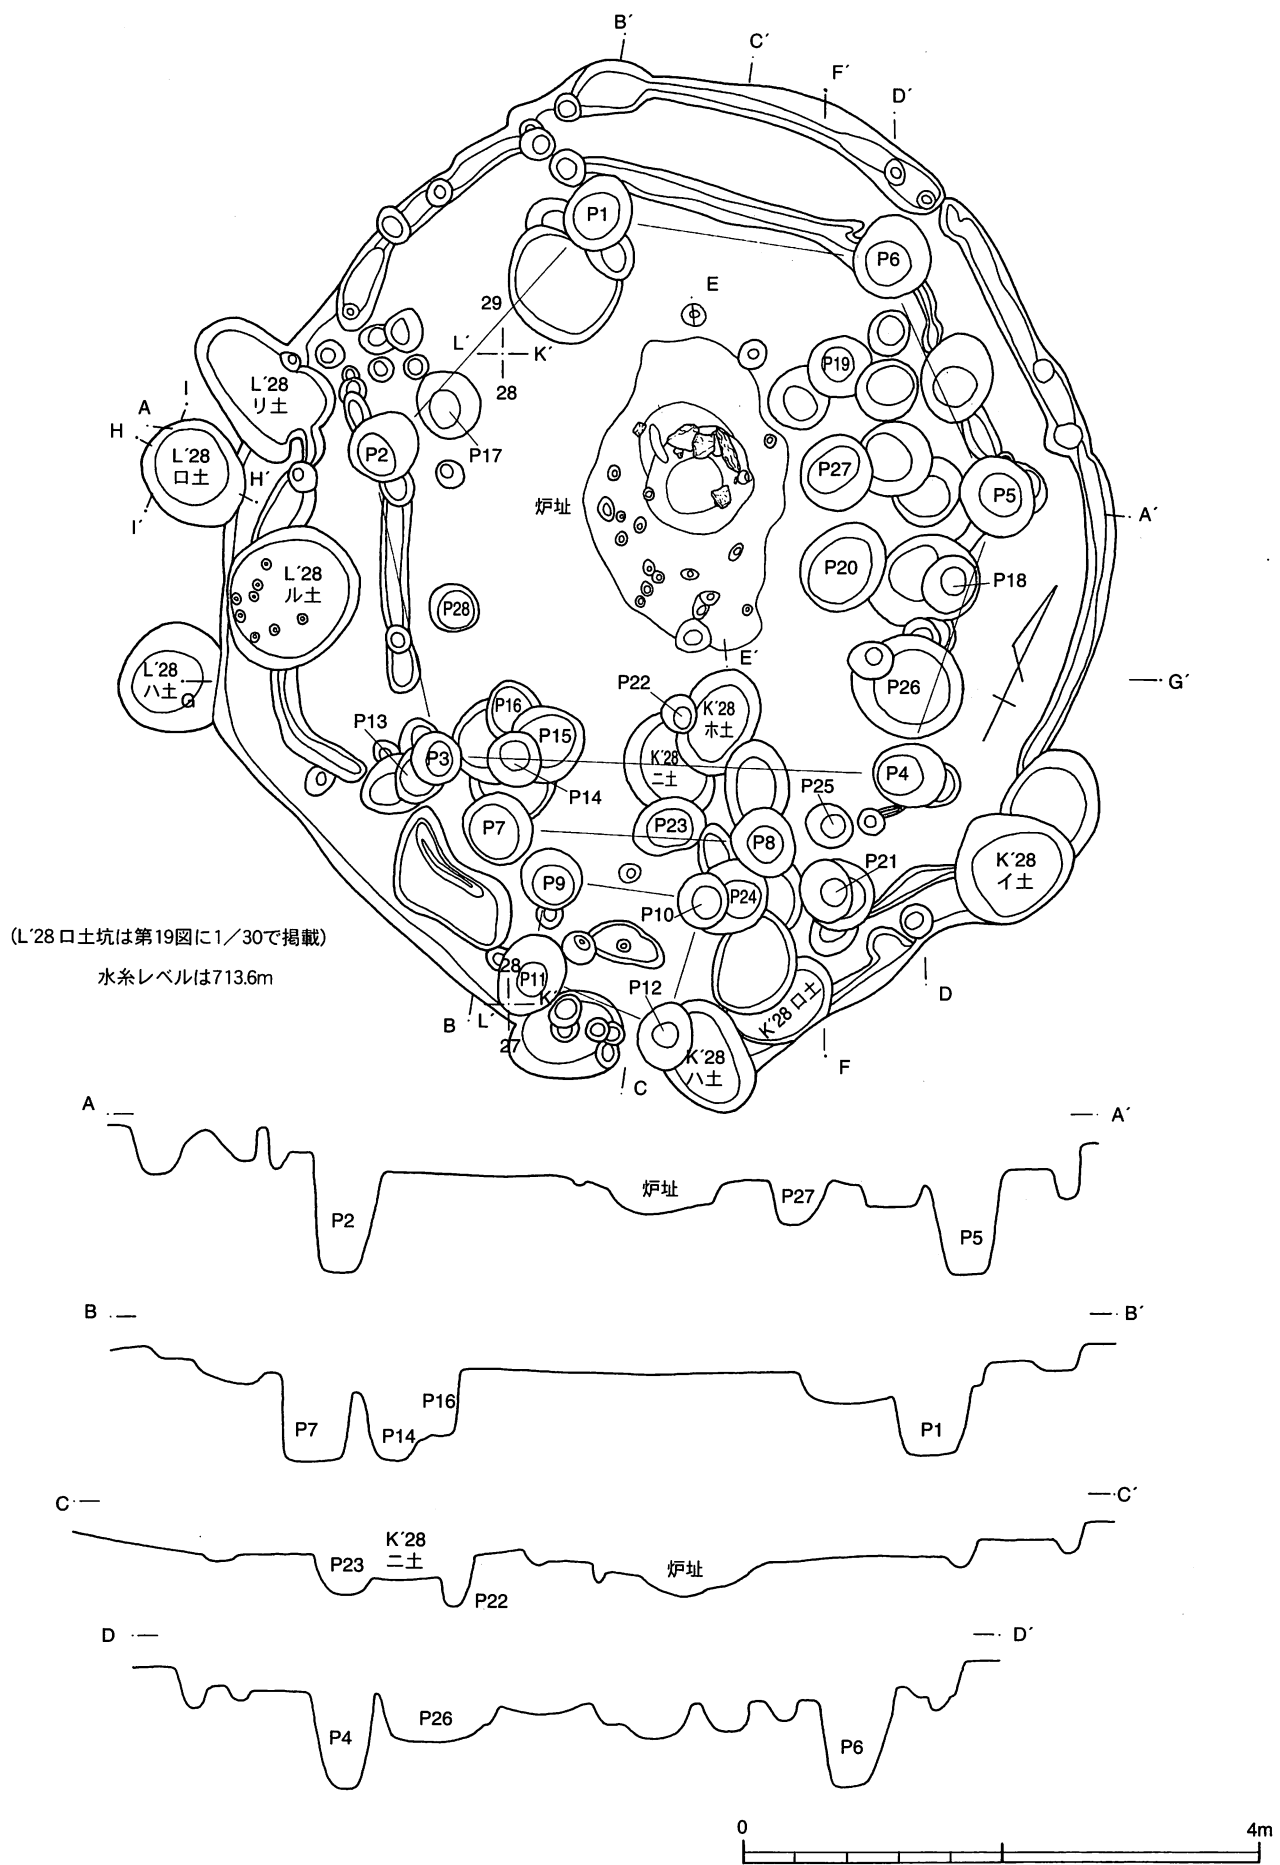 B′
C′
F′
D′
P1
P6
E
29
L′
K′
28
P19
L′28
リ土
I
A
H
P17
P2
L′28
ロ土
H′
I′
P27
P5
炉址
A′
L′28
ル土
P20
P18
P28
E′
L′28
ハ土
G
G′
P22
K′28
ホ土
P26
P16
P13
P15
P3
K′28
ニ土
P4
P14
P25
P7
P23
P8
P21
K′28
イ土
P9
P24
P10
(L′28ロ土坑は第19図に1／30で掲載)
水糸レベルは713.6m
28
P11
K′
P12
K′28 ロ土
D
B
L′
27
K′28
ハ土
F
C
A
A′
炉址
P27
P2
P5
B
B′
P16
P7
P14
P1
C
C′
K′28
ニ土
P23
炉址
P22
D
D′
P26
P4
P6
0
4m